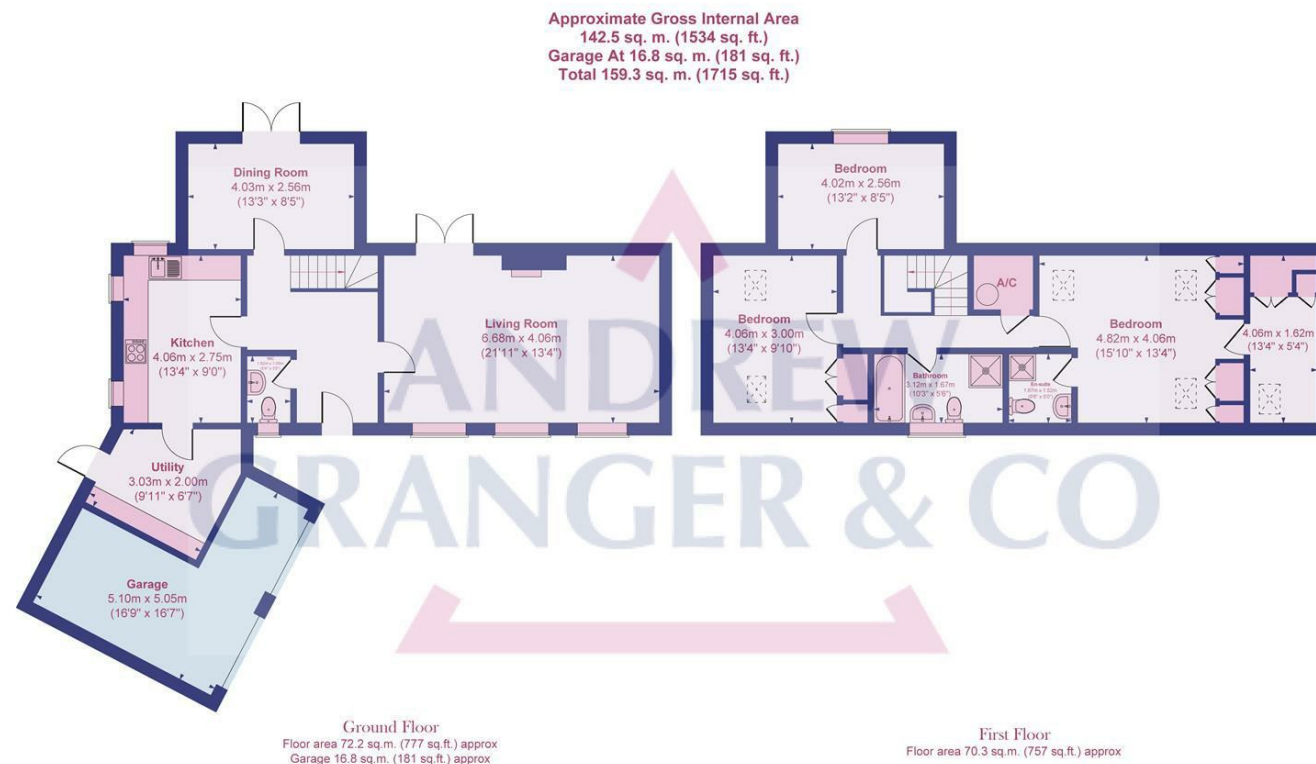 Approximate Gross Internal Area
142.5 sq. m. (1534 sq. ft.)
Garage At 16.8 sq. m. (181 sq. ft.)
Total 159.3 sq. m. (1715 sq. ft.)
Dining Room
4.03m x 2.56m
(13'3" x 8'5")
Kitchen
4.06m x 2.75m
(13'4" x 9'0")
WC
Living Room
6.68m x 4.06m
(21'11" x 13'4")
Utility
3.03m x 2.00m
(9'11" x 6'7")
Garage
5.10m x 5.05m
(16'9" x 16'7")
Bedroom
4.02m x 2.56m
(13'2" x 8'5")
Bedroom
4.06m x 3.00m
(13'4" x 9'10")
A/C
Bathroom
3.12m x 1.67m
(10'3" x 5'6")
En-suite
Bedroom
4.82m x 4.06m
(15'10" x 13'4")
4.06m x 1.62m
(13'4" x 5'4")
ANDREW
GRANGER & CO
Ground Floor
Floor area 72.2 sq.m. (777 sq.ft.) approx
Garage 16.8 sq.m. (181 sq.ft.) approx
First Floor
Floor area 70.3 sq.m. (757 sq.ft.) approx